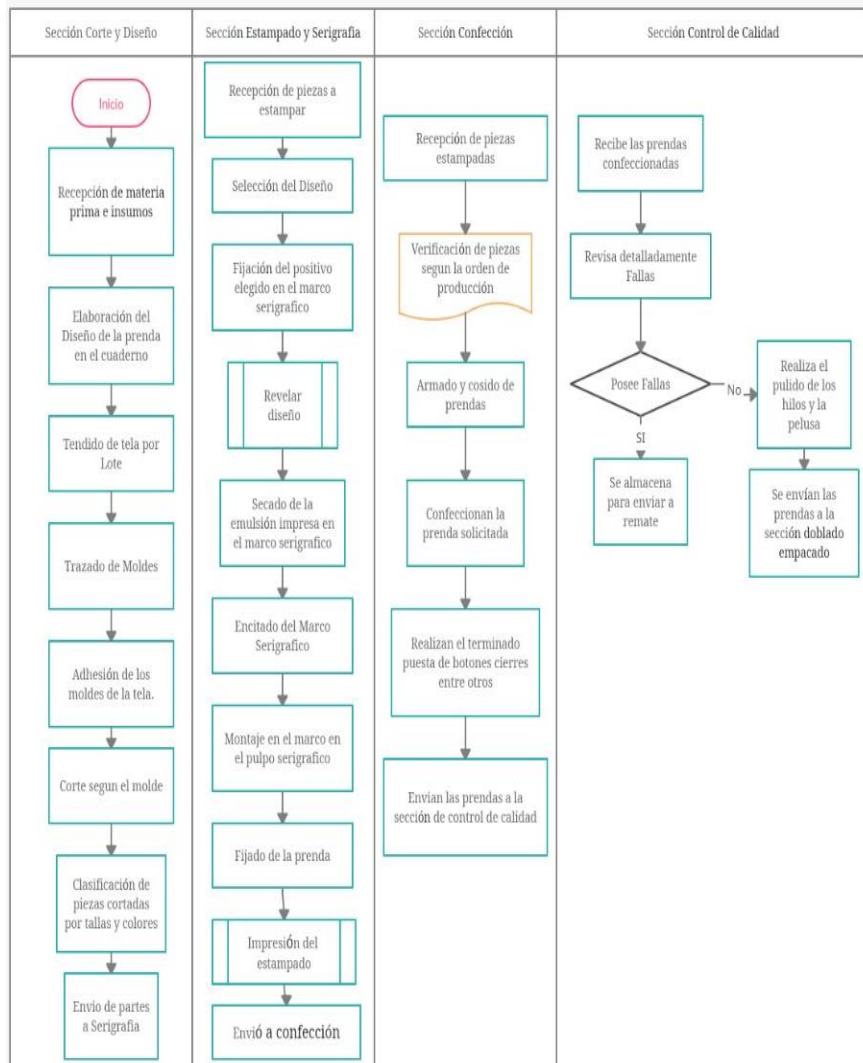 Sección Corte y Diseño
Sección Estampado y Serigrafia
Sección Confección
Sección Control de Calidad
Inicio
Recepción de materia
prima e insumos
Elaboración del
Diseño de la prenda
en el cuaderno
Tendido de tela por
Lote
Trazado de Moldes
Adhesión de los
moldes de la tela.
Corte segun el molde
Clasificación de
piezas cortadas
por tallas y colores
Envio de partes
a Serigrafia
Recepción de piezas a
estampar
Selección del Diseño
Fijación del positivo
elegido en el marco
serigrafico
Revelar
diseño
Secado de la
emulsión impresa en
el marco serigrafico
Encitado del Marco
Serigrafico
Montaje en el marco en
el pulpo serigrafico
Fijado de la prenda
Impresión del
estampado
Envió a confección
Recepción de piezas
estampadas
Verificación de piezas
segun la orden de
producción
Armado y cosido de
prendas
Confeccionan la
prenda solicitada
Realizan el terminado
puesta de botones cierres
entre otros
Envian las prendas a la
sección de control de calidad
Recibe las prendas
confeccionadas
Revisa detalladamente
Fallas
Posee Fallas
No
SI
Se almacena
para enviar a
remate
Realiza el
pulido de los
hilos y la
pelusa
Se envían las
prendas a la
sección doblado
empacado